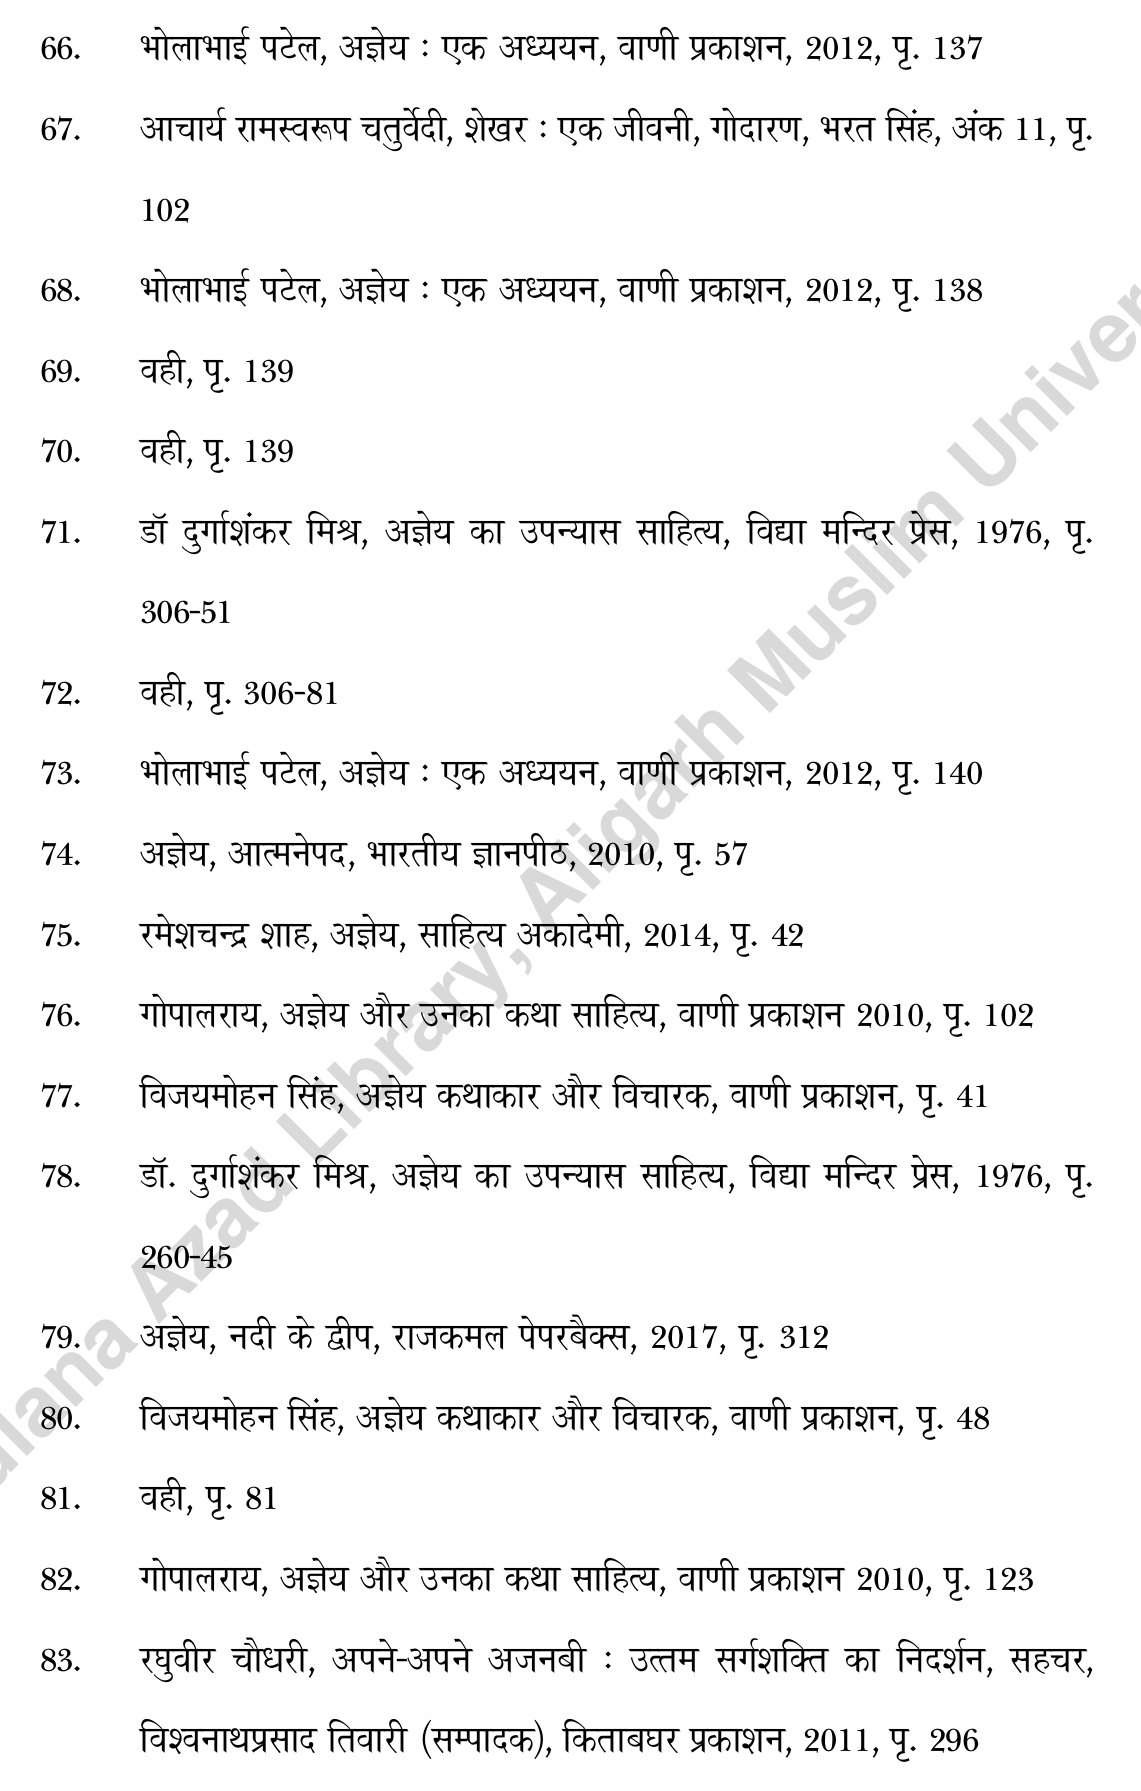 66. भोलाभाई पटेल, अज्ञेय : एक अध्ययन, वाणी प्रकाशन, 2012, पृ. 137
67. आचार्य रामस्वरूप चतुर्वेदी, शेखर : एक जीवनी, गोदारण, भरत सिंह, अंक 11, पृ.
102
68. भोलाभाई पटेल, अज्ञेय : एक अध्ययन, वाणी प्रकाशन, 2012, पृ. 138
69. वही, पृ. 139
70. वही, पृ. 139
71. डॉ दुर्गाशंकर मिश्र, अज्ञेय का उपन्यास साहित्य, विद्या मन्दिर प्रेस, 1976, पृ.
306-51
72. वही, पृ. 306-81
73. भोलाभाई पटेल, अज्ञेय : एक अध्ययन, वाणी प्रकाशन, 2012, पृ. 140
74. अज्ञेय, आत्मनेपद, भारतीय ज्ञानपीठ, 2010, पृ. 57
75. रमेशचन्द्र शाह, अज्ञेय, साहित्य अकादेमी, 2014, पृ. 42
76. गोपालराय, अज्ञेय और उनका कथा साहित्य, वाणी प्रकाशन 2010, पृ. 102
77. विजयमोहन सिंह, अज्ञेय कथाकार और विचारक, वाणी प्रकाशन, पृ. 41
78. डॉ. दुर्गाशंकर मिश्र, अज्ञेय का उपन्यास साहित्य, विद्या मन्दिर प्रेस, 1976, पृ.
260-45
79. अज्ञेय, नदी के द्वीप, राजकमल पेपरबैक्स, 2017, पृ. 312
80. विजयमोहन सिंह, अज्ञेय कथाकार और विचारक, वाणी प्रकाशन, पृ. 48
81. वही, पृ. 81
82. गोपालराय, अज्ञेय और उनका कथा साहित्य, वाणी प्रकाशन 2010, पृ. 123
83. रघुवीर चौधरी, अपने-अपने अजनबी : उत्तम सर्गशक्ति का निदर्शन, सहचर,
विश्वनाथप्रसाद तिवारी (सम्पादक), किताबघर प्रकाशन, 2011, पृ. 296
lana Azad Library, Aligarh Muslim Univer